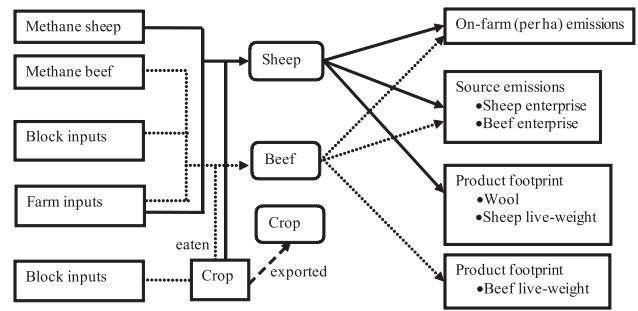 Methane sheep
Methane beef
Block inputs
Farm inputs
Block inputs
Sheep
Beef
Crop
eaten
Crop
exported
On-farm (per ha) emissions
Source emissions
•Sheep enterprise
•Beef enterprise
Product footprint
•Wool
•Sheep live-weight
Product footprint
•Beef live-weight